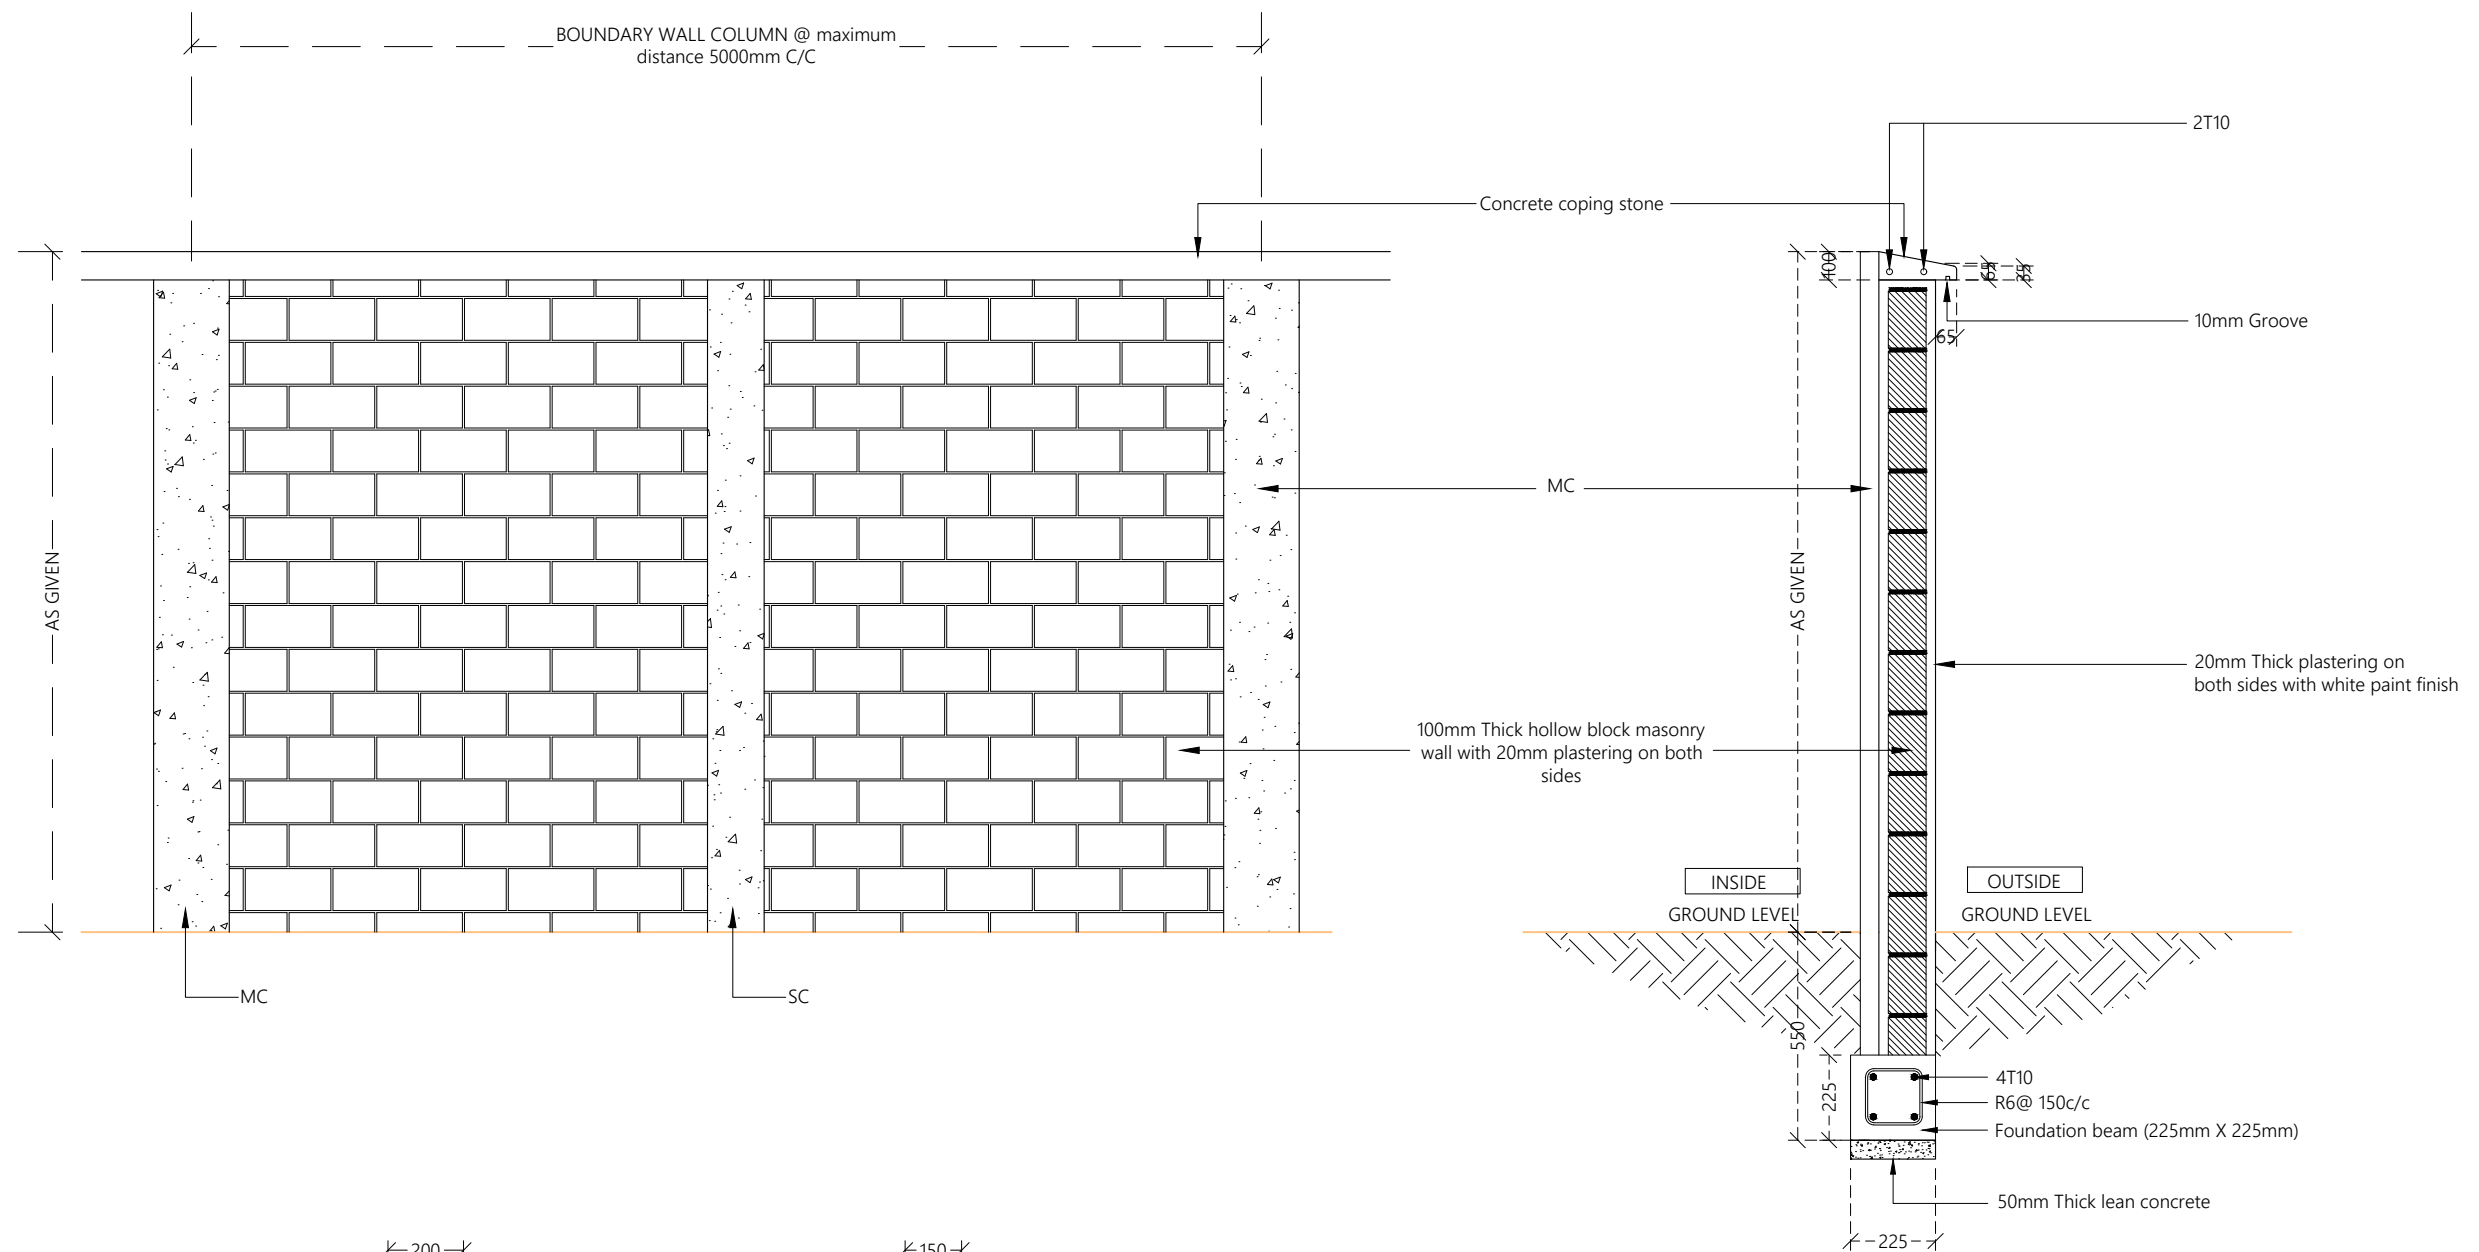 BOUNDARY WALL COLUMN @ maximum
distance 5000mm C/C
2T10
Concrete coping stone
100
65
35
10mm Groove
65
MC
AS GIVEN
AS GIVEN
20mm Thick plastering on
both sides with white paint finish
100mm Thick hollow block masonry
wall with 20mm plastering on both
sides
INSIDE
OUTSIDE
GROUND LEVEL
GROUND LEVEL
MC
SC
550
225
4T10
R6@ 150c/c
Foundation beam (225mm X 225mm)
50mm Thick lean concrete
200
150
225